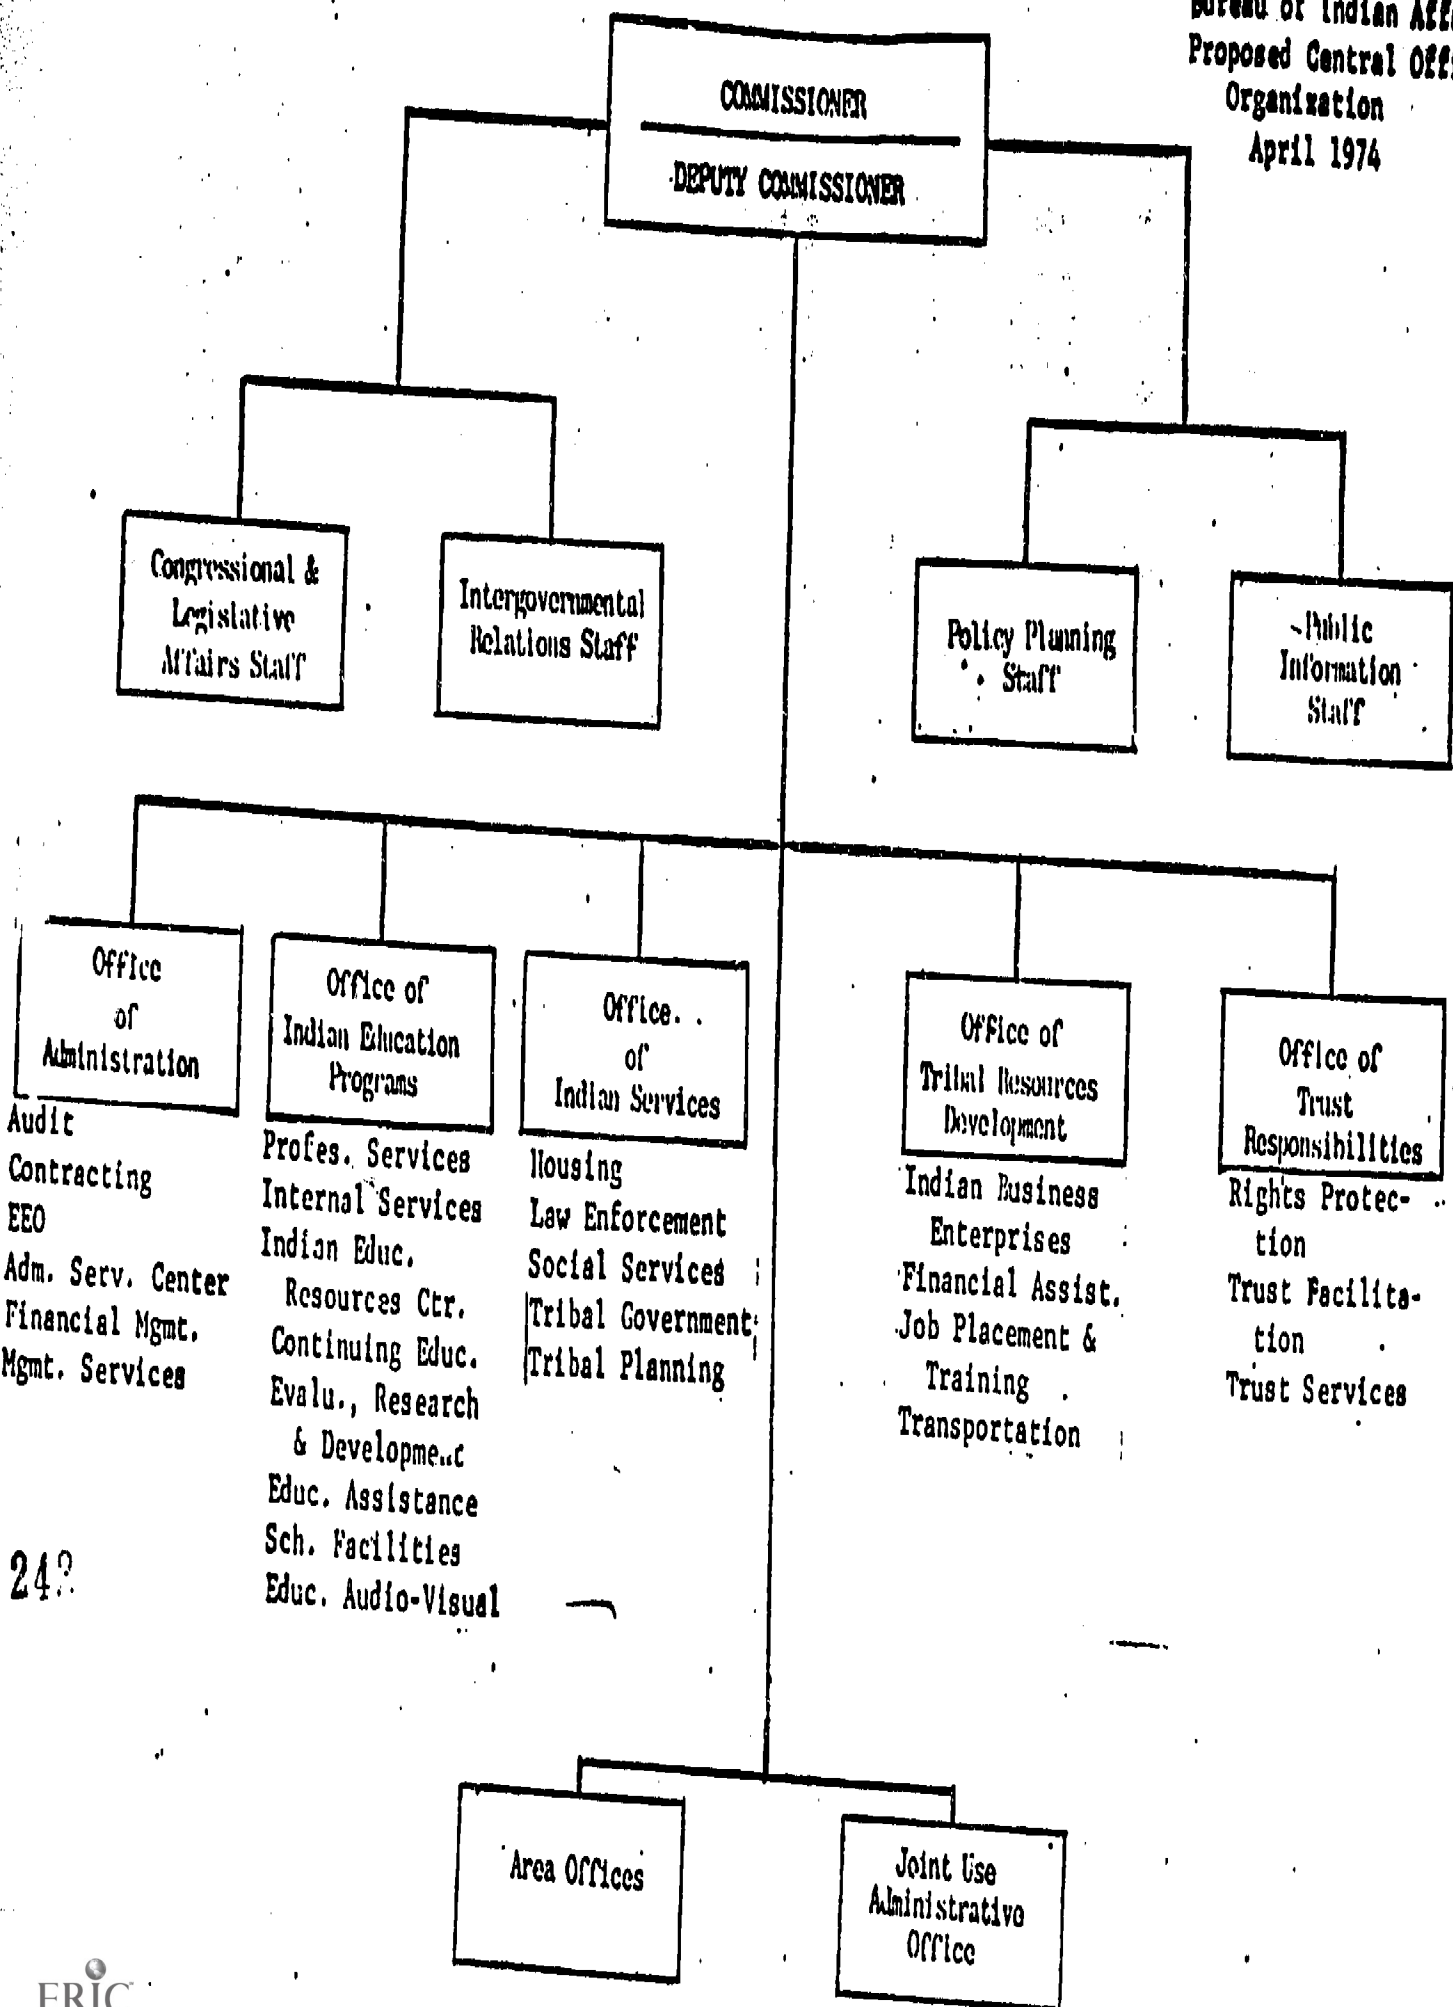 Bureau of Indian Aff
Proposed Central Off
Organization
April 1974
COMMISSIONER
DEPUTY COMMISSIONER
Congressional &
Legislative
Affairs Staff
Intergovernmental
Relations Staff
Policy Planning
Staff
Public
Information
Staff
Office
of
Administration
Audit
Contracting
EEO
Adm. Serv. Center
Financial Mgmt.
Mgmt. Services
Office of
Indian Education
Programs
Profes. Services
Internal Services
Indian Educ.
Resources Ctr.
Continuing Educ.
Evalu., Research
& Development
Educ. Assistance
Sch. Facilities
Educ. Audio-Visual
Office
of
Indian Services
Housing
Law Enforcement
Social Services
Tribal Government
Tribal Planning
Office of
Tribal Resources
Development
Indian Business
Enterprises
Financial Assist.
Job Placement &
Training
Transportation
Office of
Trust
Responsibilities
Rights Protec-
tion
Trust Facilita-
tion
Trust Services
Area Offices
Joint Use
Administrative
Office
ERIC